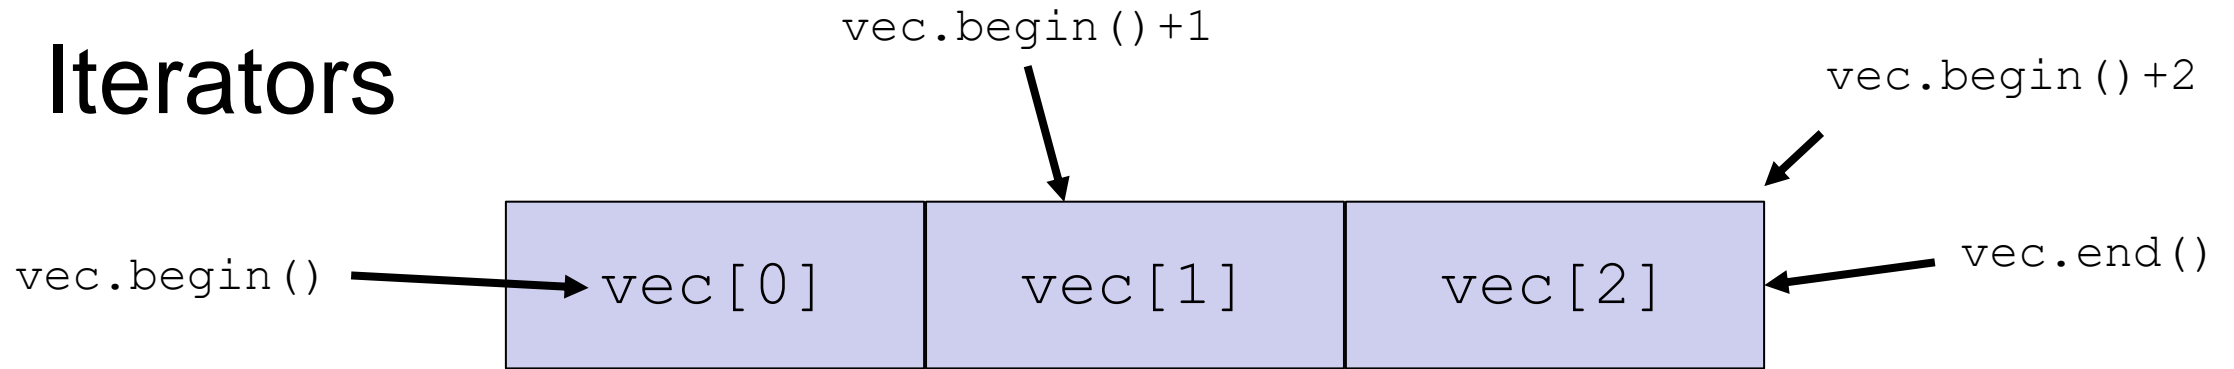 Iterators
vec.begin()+1
vec.begin()+2
vec.begin()
vec[0]
vec[1]
vec[2]
vec.end()